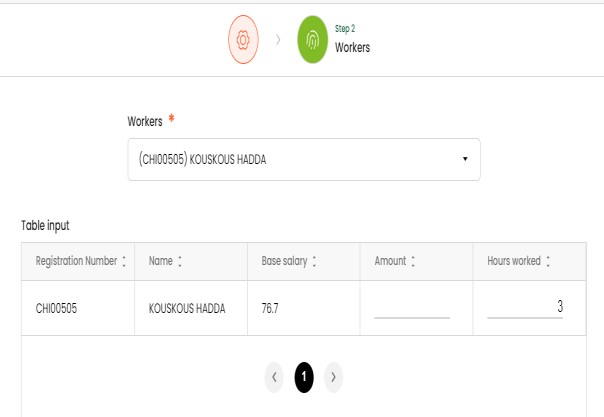 Step 2
Workers
Workers *
(CHI00505) KOUSKOUS HADDA
Table input
Registration Number Name Base salary Amount Hours worked
CHI00505 KOUSKOUS HADDA 76.7 3
1